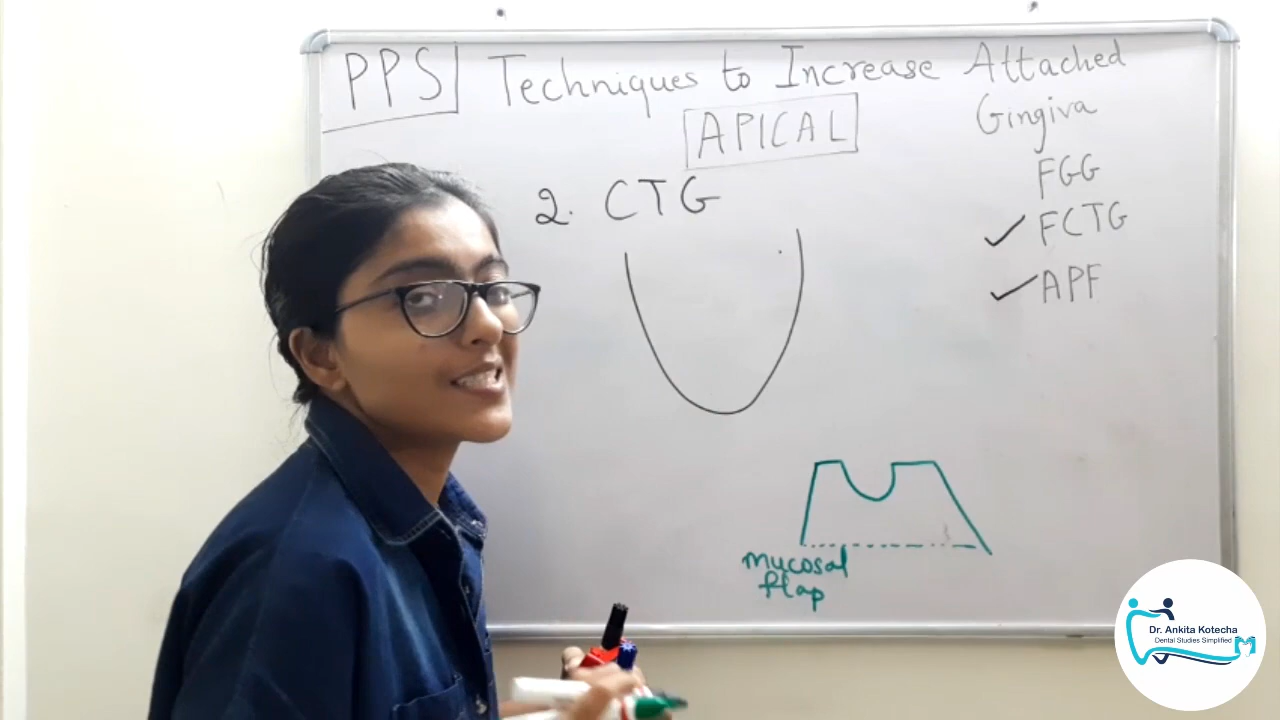 PPS Techniques to Increase Attached
Gingiva
APICAL
FGG
2. CTG
✓ FCTG
✓ APF
mucosal
flap
Dr. Ankita Kotecha
Dental Studies Simplified